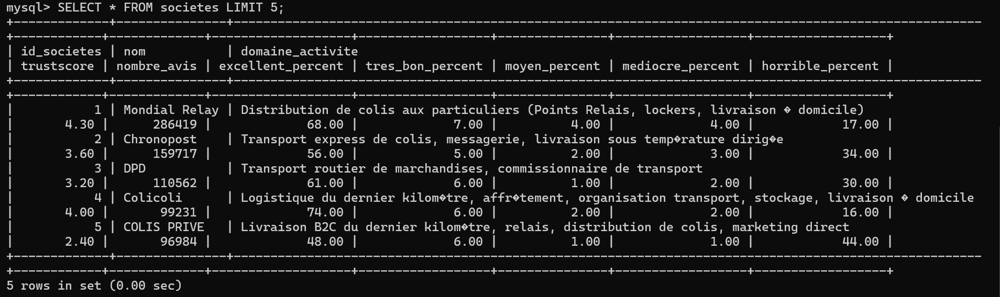 mysql> SELECT * FROM societes LIMIT 5;
+-------------+---------------+------------------------------------------------------------------------------------------------------
+------------+-------------+-------------------+------------------+---------------+------------------+------------------+
| id_societes | nom           | domaine_activite
| trustscore | nombre_avis | excellent_percent | tres_bon_percent | moyen_percent | mediocre_percent | horrible_percent |
+-------------+---------------+------------------------------------------------------------------------------------------------------
+------------+-------------+-------------------+------------------+---------------+------------------+------------------+
|           1 | Mondial Relay | Distribution de colis aux particuliers (Points Relais, lockers, livraison � domicile)
|       4.30 |      286419 |             68.00 |             7.00 |          4.00 |             4.00 |            17.00 |
|           2 | Chronopost    | Transport express de colis, messagerie, livraison sous temp�rature dirig�e
|       3.60 |      159717 |             56.00 |             5.00 |          2.00 |             3.00 |            34.00 |
|           3 | DPD           | Transport routier de marchandises, commissionnaire de transport
|       3.20 |      110562 |             61.00 |             6.00 |          1.00 |             2.00 |            30.00 |
|           4 | Colicoli      | Logistique du dernier kilom�tre, affr�tement, organisation transport, stockage, livraison � domicile
|       4.00 |       99231 |             74.00 |             6.00 |          2.00 |             2.00 |            16.00 |
|           5 | COLIS PRIVE   | Livraison B2C du dernier kilom�tre, relais, distribution de colis, marketing direct
|       2.40 |       96984 |             48.00 |             6.00 |          1.00 |             1.00 |            44.00 |
+-------------+---------------+------------------------------------------------------------------------------------------------------
+------------+-------------+-------------------+------------------+---------------+------------------+------------------+
5 rows in set (0.00 sec)